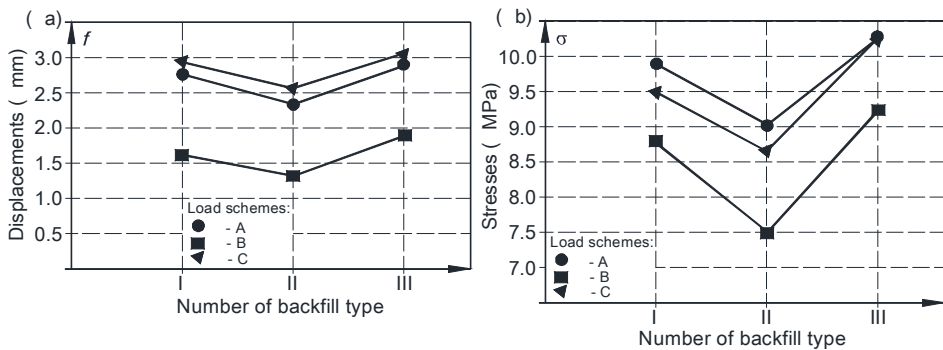 ( a)
f
Displacements ( mm)
3.0
2.5
2.0
1.5
1.0
0.5
Load schemes:
- A
- B
- C
I II III
Number of backfill type
( b)
σ
Stresses ( MPa)
10.0
9.5
9.0
8.5
8.0
7.5
7.0
Load schemes:
- A
- B
- C
I II III
Number of backfill type